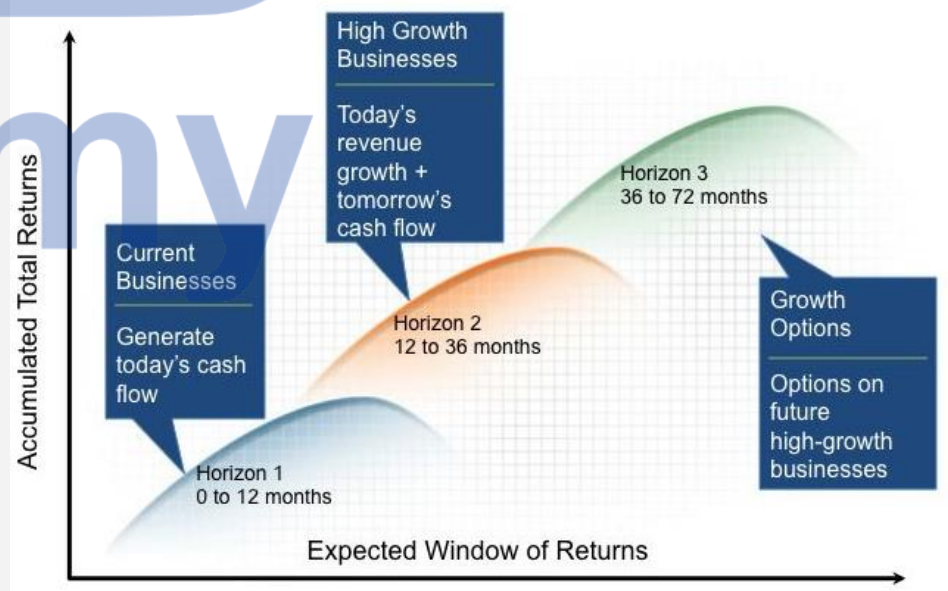 High Growth
Businesses
Today's
revenue
growth +
tomorrow's
cash flow
Current
Businesses
Generate
today's cash
flow
Horizon 3
36 to 72 months
Growth
Options
Options on
future
high-growth
businesses
Horizon 2
12 to 36 months
Horizon 1
0 to 12 months
Accumulated Total Returns
Expected Window of Returns
my